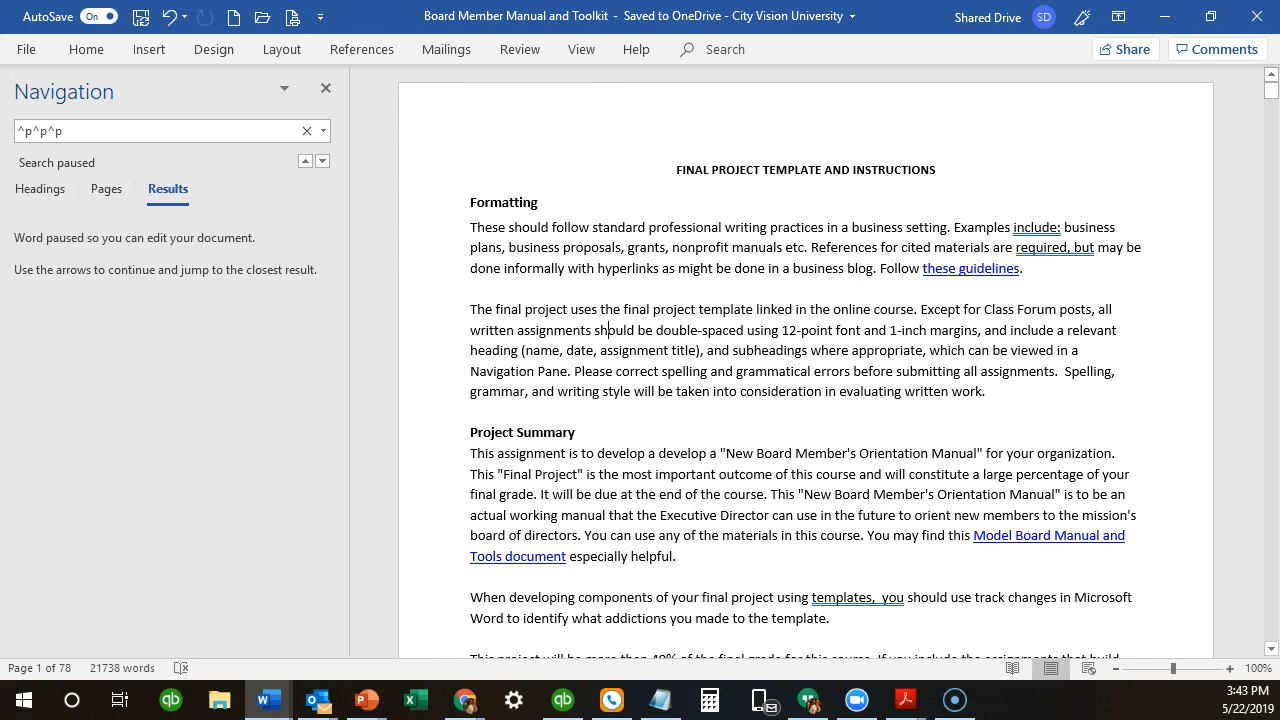 AutoSave On
Board Member Manual and Toolkit - Saved to OneDrive - City Vision University
Shared Drive SD
File Home Insert Design Layout References Mailings Review View Help Search
Share Comments
Navigation
^p^p^p
Search paused
Headings Pages Results
Word paused so you can edit your document.
Use the arrows to continue and jump to the closest result.
FINAL PROJECT TEMPLATE AND INSTRUCTIONS
Formatting
These should follow standard professional writing practices in a business setting. Examples include: business
plans, business proposals, grants, nonprofit manuals etc. References for cited materials are required, but may be
done informally with hyperlinks as might be done in a business blog. Follow these guidelines.
The final project uses the final project template linked in the online course. Except for Class Forum posts, all
written assignments should be double-spaced using 12-point font and 1-inch margins, and include a relevant
heading (name, date, assignment title), and subheadings where appropriate, which can be viewed in a
Navigation Pane. Please correct spelling and grammatical errors before submitting all assignments.  Spelling,
grammar, and writing style will be taken into consideration in evaluating written work.
Project Summary
This assignment is to develop a develop a "New Board Member's Orientation Manual" for your organization.
This "Final Project" is the most important outcome of this course and will constitute a large percentage of your
final grade. It will be due at the end of the course. This "New Board Member's Orientation Manual" is to be an
actual working manual that the Executive Director can use in the future to orient new members to the mission's
board of directors. You can use any of the materials in this course. You may find this Model Board Manual and
Tools document especially helpful.
When developing components of your final project using templates,  you should use track changes in Microsoft
Word to identify what addictions you made to the template.
This project will be more than 40% of the final grade for this course. If you include the assignments that build
Page 1 of 78 21738 words
100%
3:43 PM
5/22/2019